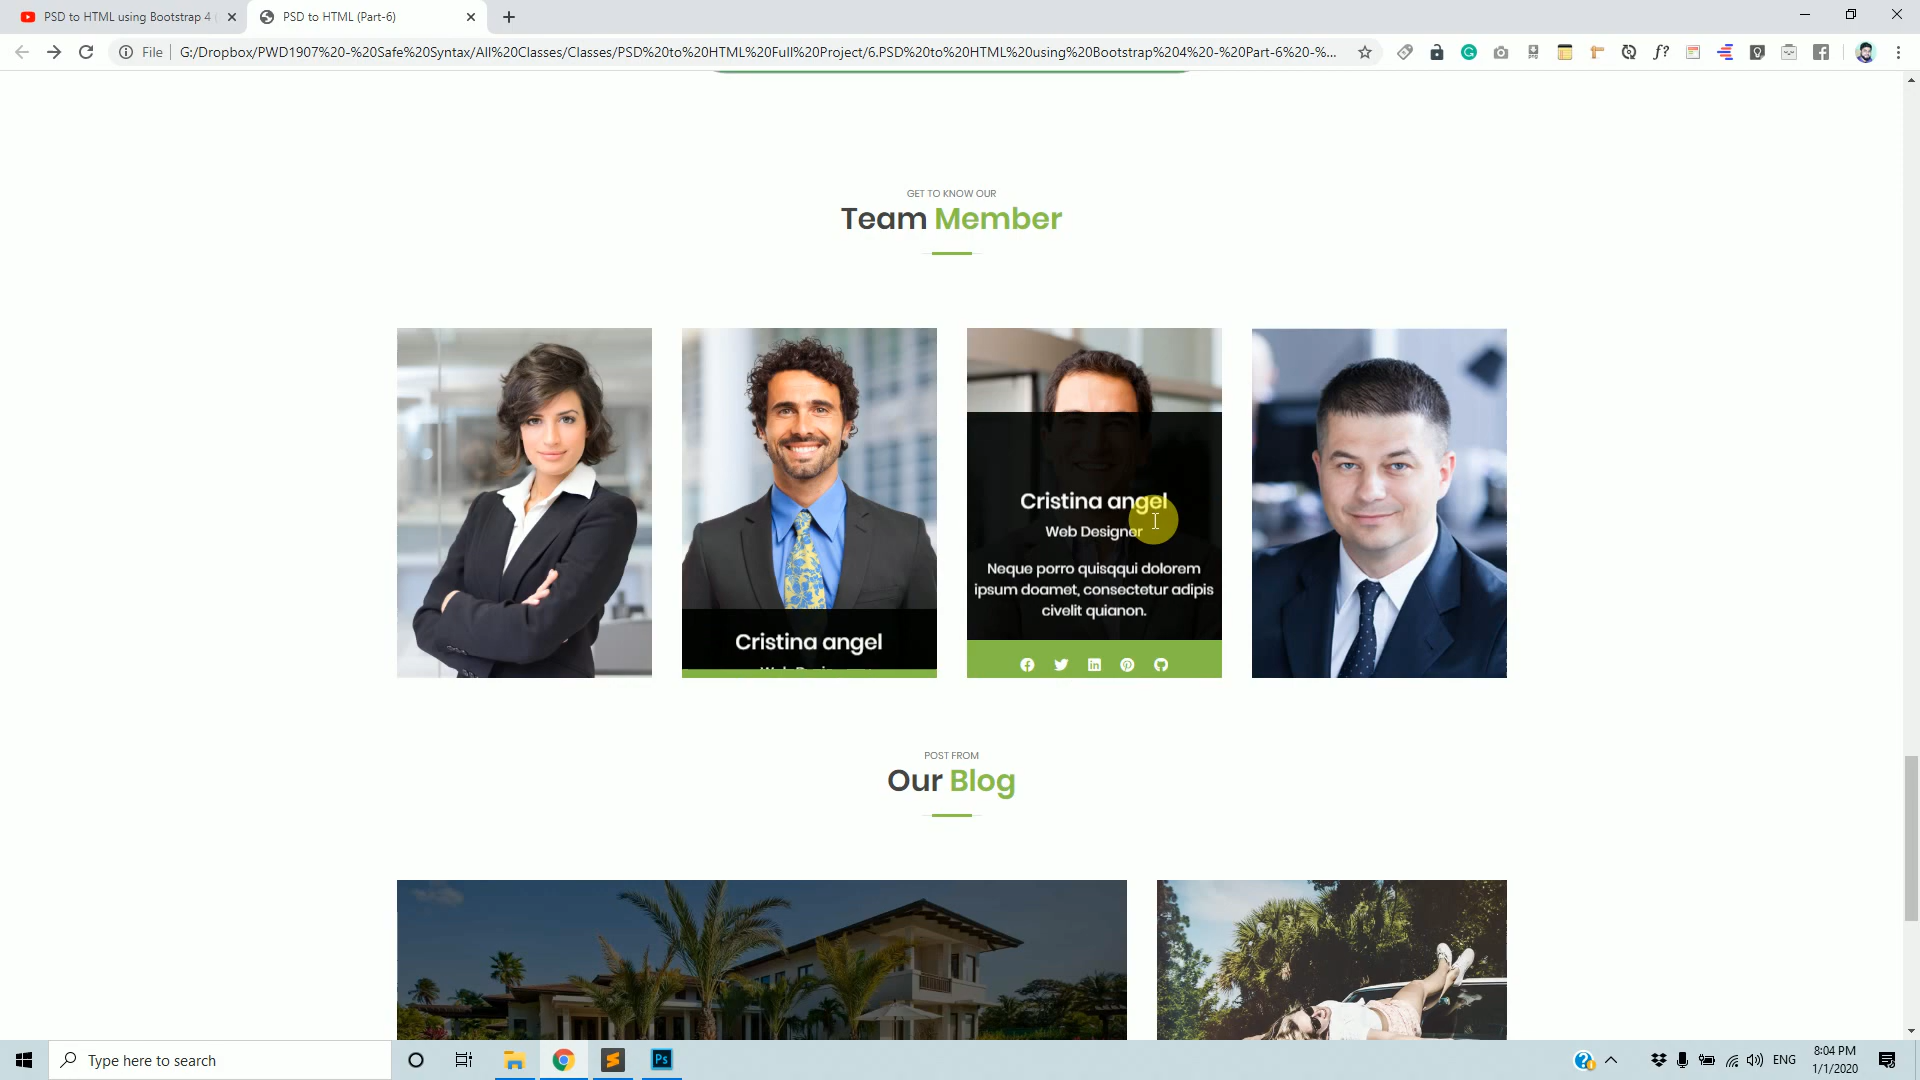 PSD to HTML using Bootstrap 4
PSD to HTML (Part-6)
File
G:/Dropbox/PWD1907%20-%20Safe%20Syntax/All%20Classes/Classes/PSD%20to%20HTML%20Full%20Project/6.PSD%20to%20HTML%20using%20Bootstrap%204%20-%20Part-6%20-%...
GET TO KNOW OUR
Team Member
Cristina angel
Cristina angel
Web Designer
Neque porro quisqqui dolorem
ipsum doamet, consectetur adipis
civelit quianon.
POST FROM
Our Blog
Type here to search
ENG
8:04 PM
1/1/2020